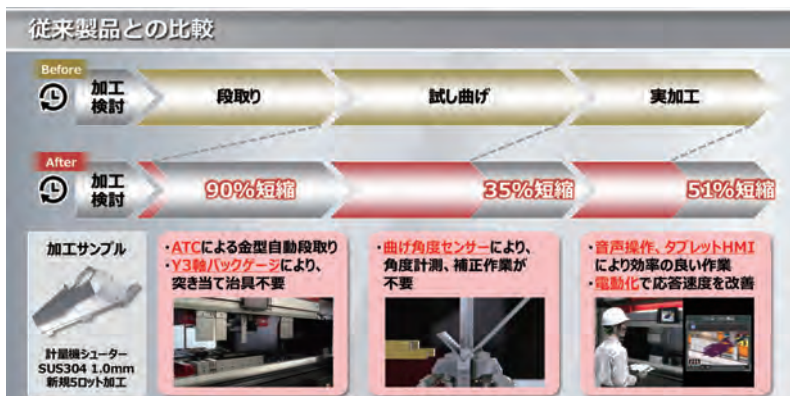 従来製品との比較
Before
加工
検討
段取り
試し曲げ
実加工
After
加工
検討
90%短縮
35%短縮
51%短縮
加工サンプル
計量機シューター
SUS304 1.0mm
新規5ロット加工
・ATCによる金型自動段取り
・Y3軸パックゲージにより、
突き当て治具不要
・曲げ角度センサーにより、
角度計測、補正作業が
不要
・音声操作、タブレットHMI
により効率の良い作業
・電動化で応答速度を改善